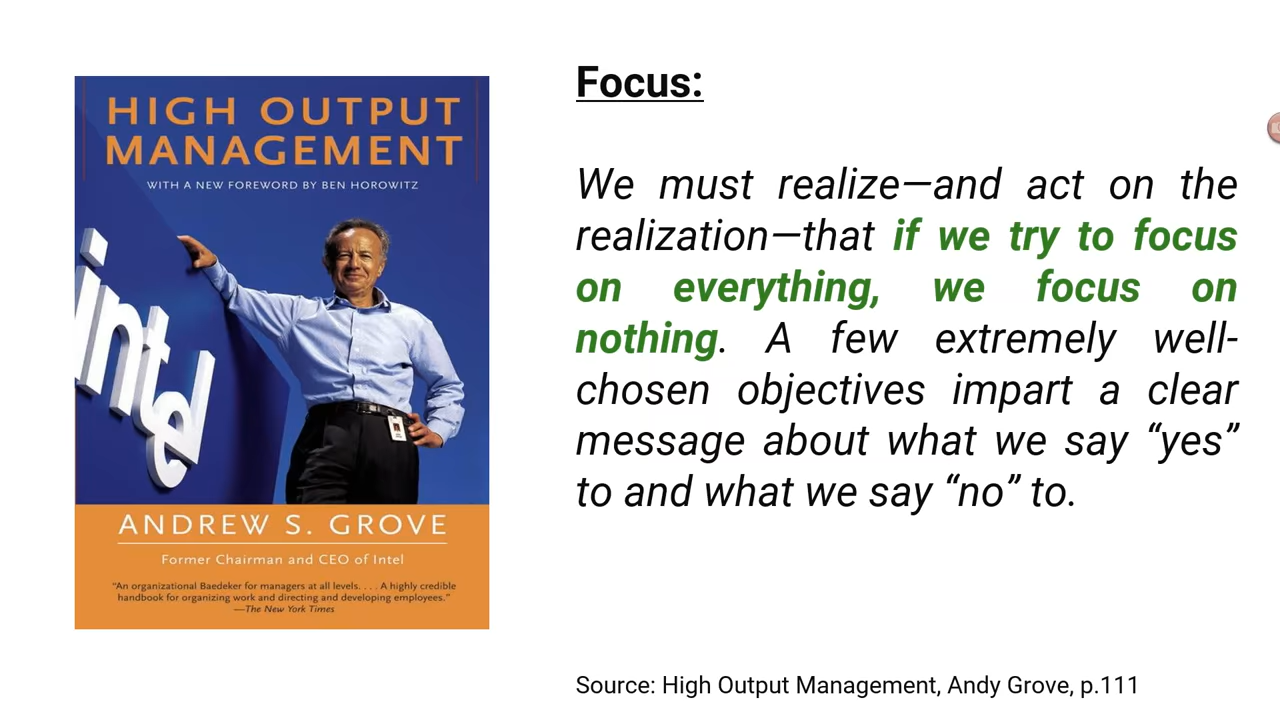 HIGH OUTPUT
MANAGEMENT
WITH A NEW FOREWORD BY BEN HOROWITZ
intel
ANDREW S. GROVE
Former Chairman and CEO of Intel
“An organizational Baedeker for managers at all levels. . . . A highly credible
handbook for organizing work and directing and developing employees.”
—The New York Times
Focus:
We must realize—and act on the
realization—that if we try to focus
on everything, we focus on
nothing. A few extremely well-
chosen objectives impart a clear
message about what we say “yes”
to and what we say “no” to.
Source: High Output Management, Andy Grove, p.111